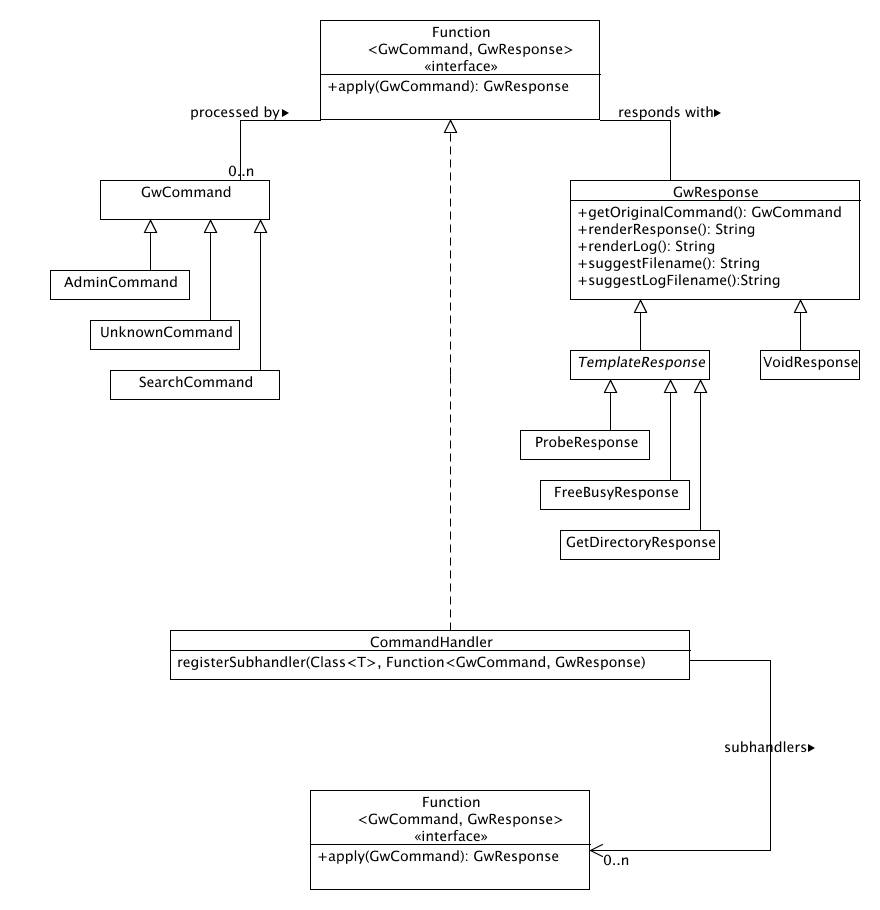 Function
<GwCommand, GwResponse>
«interface»
+apply(GwCommand): GwResponse
processed by▶
responds with▶
0..n
GwCommand
GwResponse
+getOriginalCommand(): GwCommand
+renderResponse(): String
+renderLog(): String
+suggestFilename(): String
+suggestLogFilename():String
AdminCommand
UnknownCommand
SearchCommand
TemplateResponse
VoidResponse
ProbeResponse
FreeBusyResponse
GetDirectoryResponse
CommandHandler
registerSubhandler(Class<T>, Function<GwCommand, GwResponse)
subhandlers▶
Function
<GwCommand, GwResponse>
«interface»
+apply(GwCommand): GwResponse
0..n